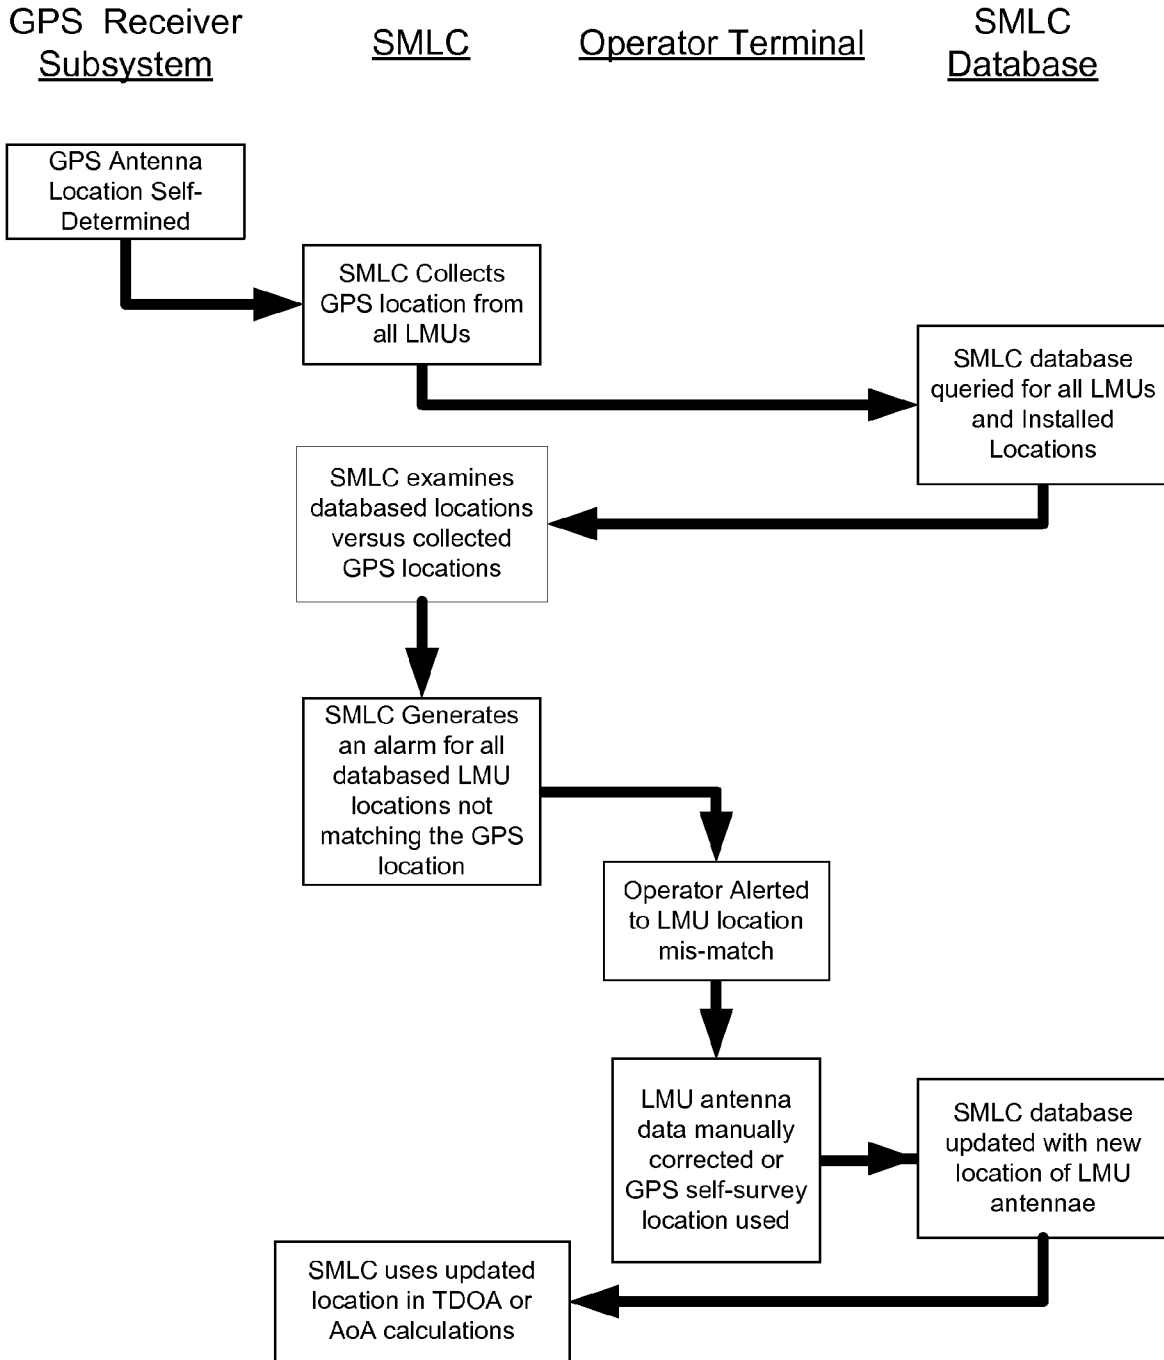 GPS Receiver
Subsystem
SMLC
Operator Terminal
SMLC
Database
GPS Antenna
Location Self-
Determined
SMLC Collects
GPS location from
all LMUs
SMLC database
queried for all LMUs
and Installed
Locations
SMLC examines
databased locations
versus collected
GPS locations
SMLC Generates
an alarm for all
databased LMU
locations not
matching the GPS
location
Operator Alerted
to LMU location
mis-match
LMU antenna
data manually
corrected or
GPS self-survey
location used
SMLC database
updated with new
location of LMU
antennae
SMLC uses updated
location in TDOA or
AoA calculations